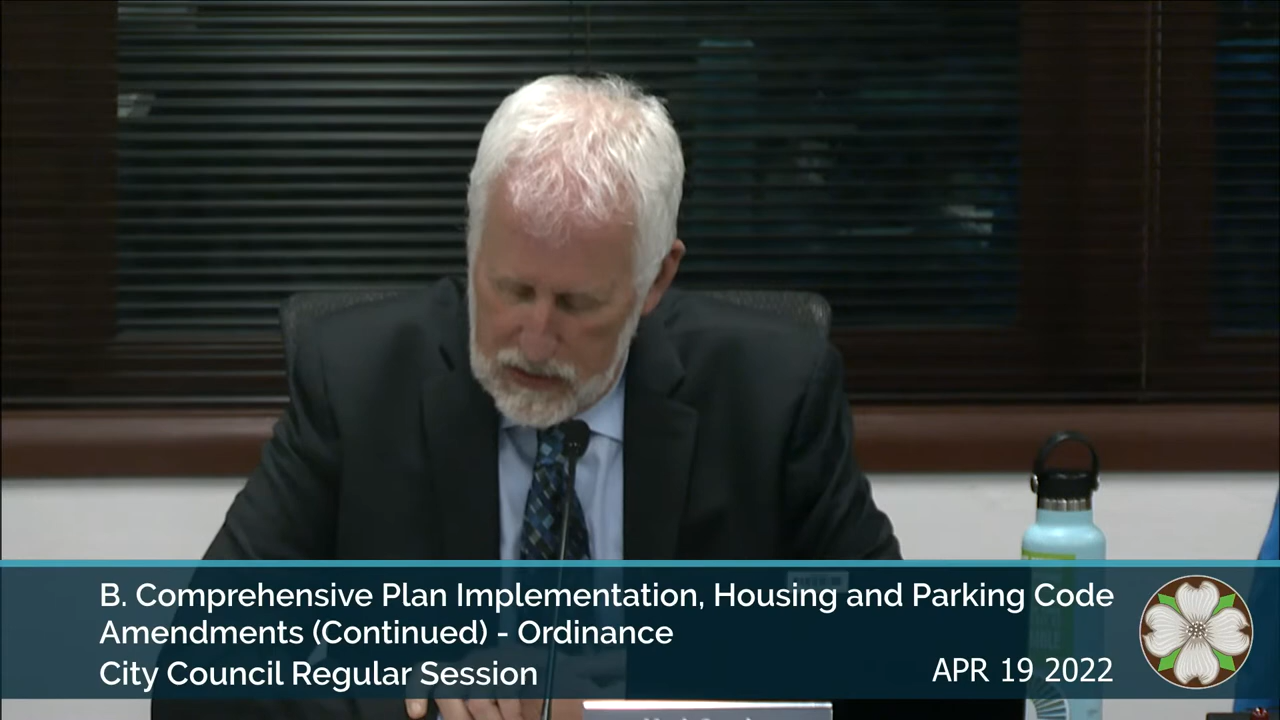 B. Comprehensive Plan Implementation, Housing and Parking Code
Amendments (Continued) - Ordinance
City Council Regular Session
APR 19 2022